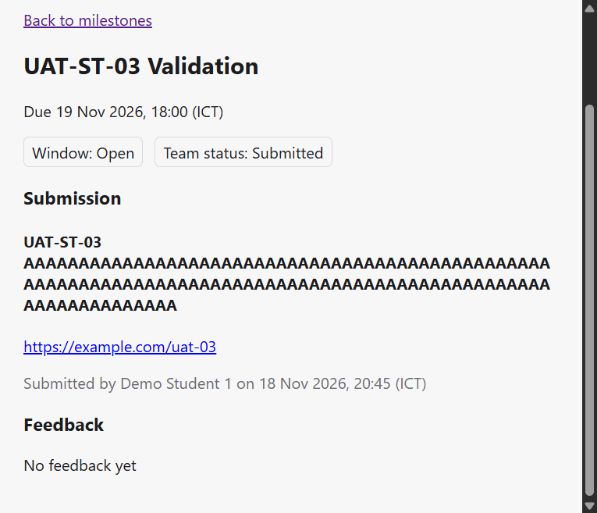 Back to milestones
UAT-ST-03 Validation
Due 19 Nov 2026, 18:00 (ICT)
Window: Open
Team status: Submitted
Submission
UAT-ST-03
AAAAAAAAAAAAAAAAAAAAAAAAAAAAAAAAAAAAAAAAAAAAAAAA
AAAAAAAAAAAAAAAAAAAAAAAAAAAAAAAAAAAAAAAAAAAAAAAA
AAAAAAAAAAAAAA
https://example.com/uat-03
Submitted by Demo Student 1 on 18 Nov 2026, 20:45 (ICT)
Feedback
No feedback yet